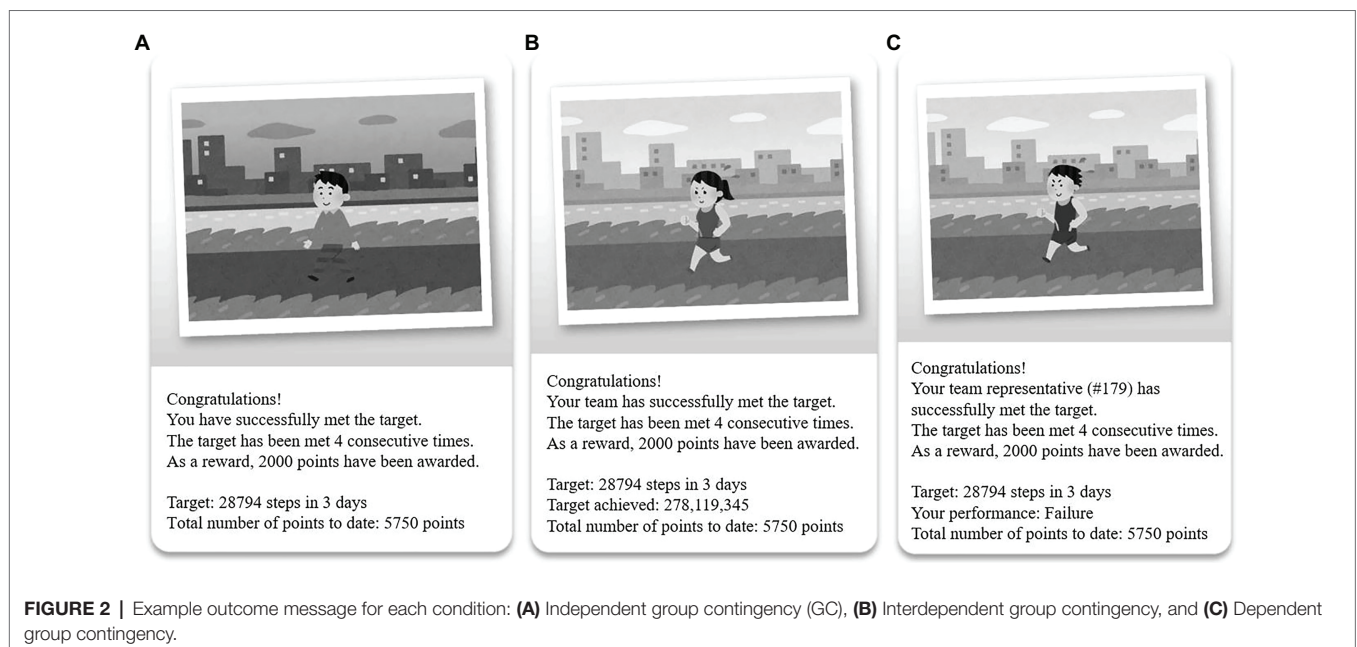 A
B
C
Congratulations!
You have successfully met the target.
The target has been met 4 consecutive times.
As a reward, 2000 points have been awarded.
Target: 28794 steps in 3 days
Total number of points to date: 5750 points
Congratulations!
Your team has successfully met the target.
The target has been met 4 consecutive times.
As a reward, 2000 points have been awarded.
Target: 28794 steps in 3 days
Target achieved: 278,119,345
Total number of points to date: 5750 points
Congratulations!
Your team representative (#179) has
successfully met the target.
The target has been met 4 consecutive times.
As a reward, 2000 points have been awarded.
Target: 28794 steps in 3 days
Your performance: Failure
Total number of points to date: 5750 points
FIGURE 2 | Example outcome message for each condition: (A) Independent group contingency (GC), (B) Interdependent group contingency, and (C) Dependent
group contingency.